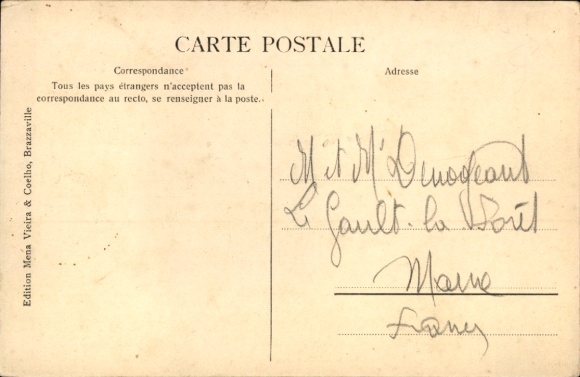 CARTE POSTALE
Correspondance
Tous les pays étrangers n'acceptent pas la
correspondance au recto, se renseigner à la poste.
Edition Mena Vieira & Coelho, Brazzaville
Adresse
M et Me
Le Gault-la Forêt
Marne
France